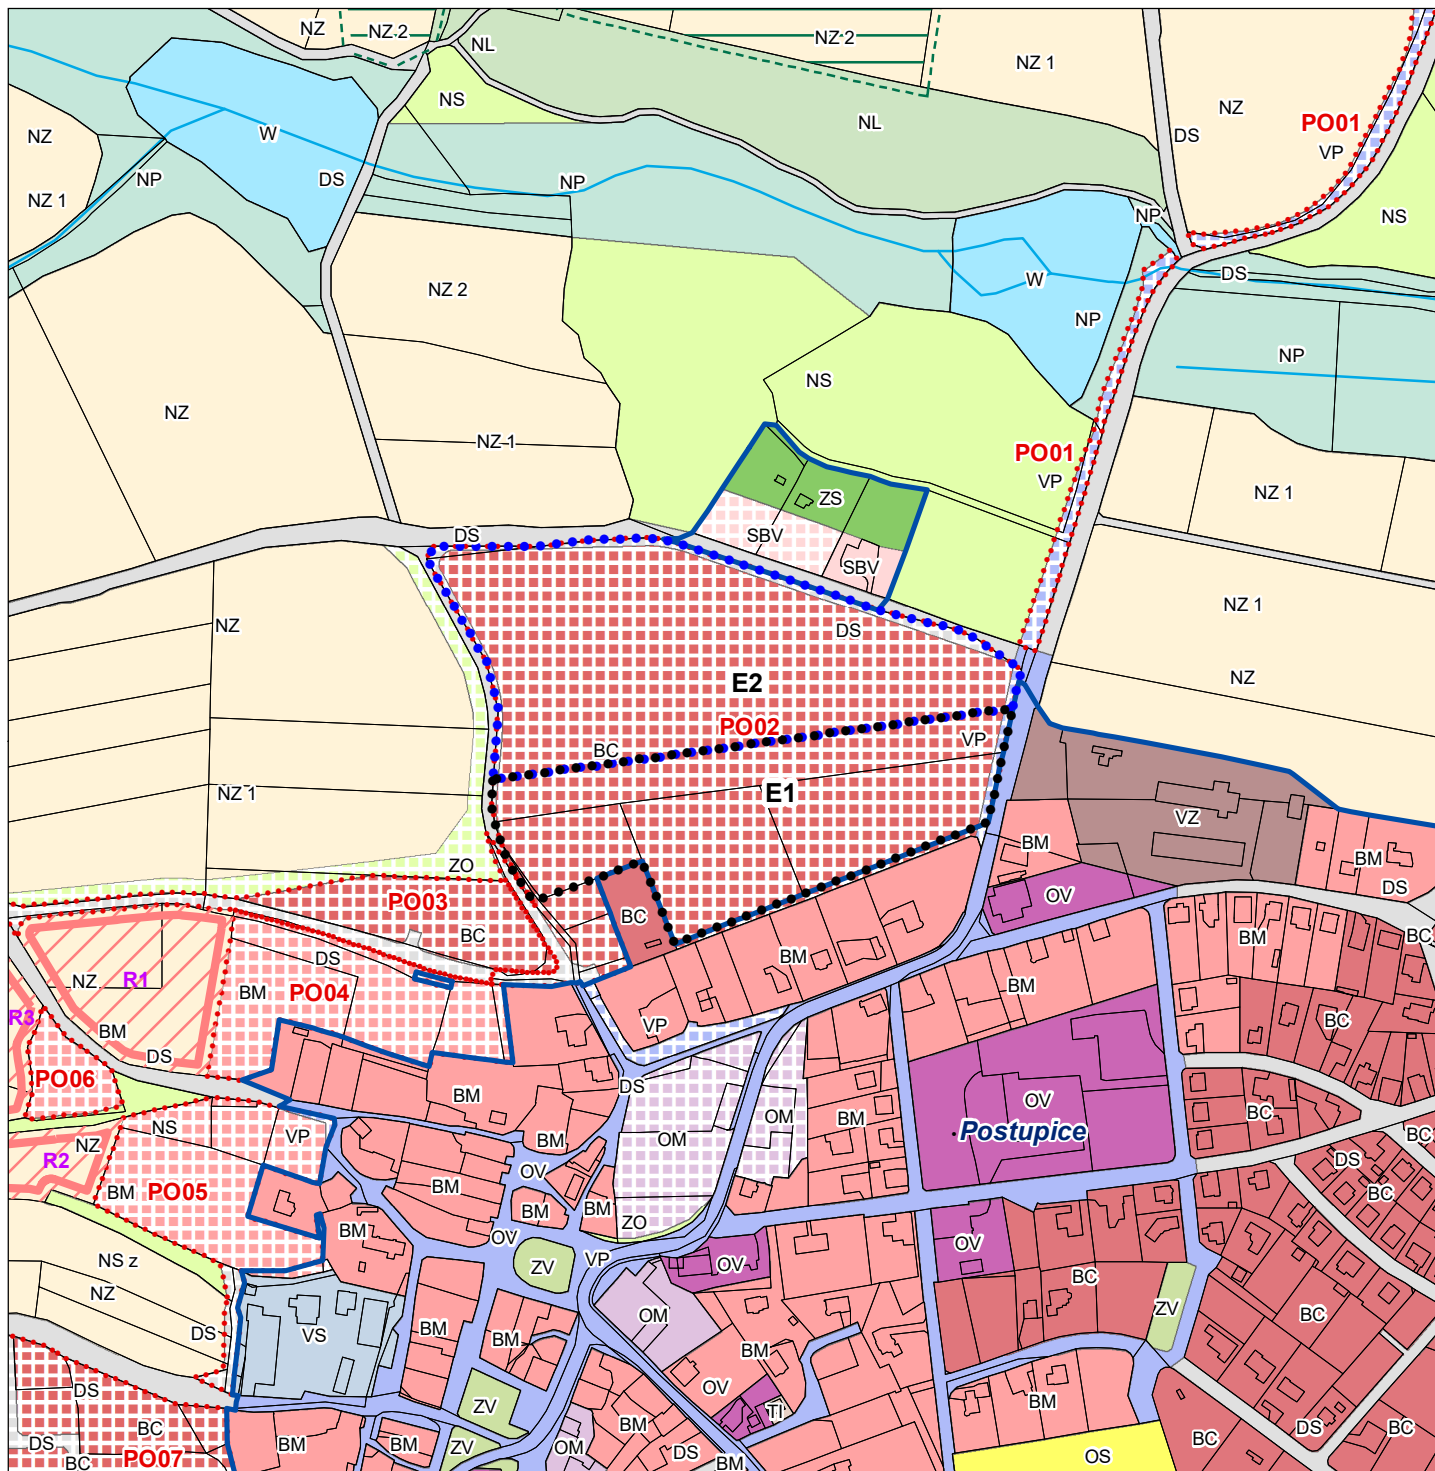 NZ
NZ 2
NL
NZ 2
NZ 1
NS
NL
NZ
PO01
VP
DS
NZ
W
NP
DS
NP
NZ 1
NP
NS
DS
W
NP
NZ 2
NP
NS
NZ
NZ 1
PO01
VP
NZ 1
ZS
DS
SBV
SBV
NZ 1
NZ
DS
NZ
E2
PO02
BC
VP
E1
NZ 1
VZ
BM
BM
DS
ZO
OV
PO03
BC
BC
BC
BM
BM
DS
NZ
R1
PO04
BM
BM
R3
BM
VP
BC
DS
PO06
DS
OV
BM
OM
BM
BC
Postupice
NS
VP
BC
NZ
BM
OM
DS
R2
OV
BM
PO05
BM
BC
BM
BM
ZO
BM
OV
OV
NS z
ZV
VP
OV
BC
NZ
OM
ZV
BC
DS
VS
BM
BM
BM
DS
OV
BM
ZV
TI
BC
BM
BM
BM
DS
BC
DS
ZV
OM
DS
BC
OS
BC
PO07
BM